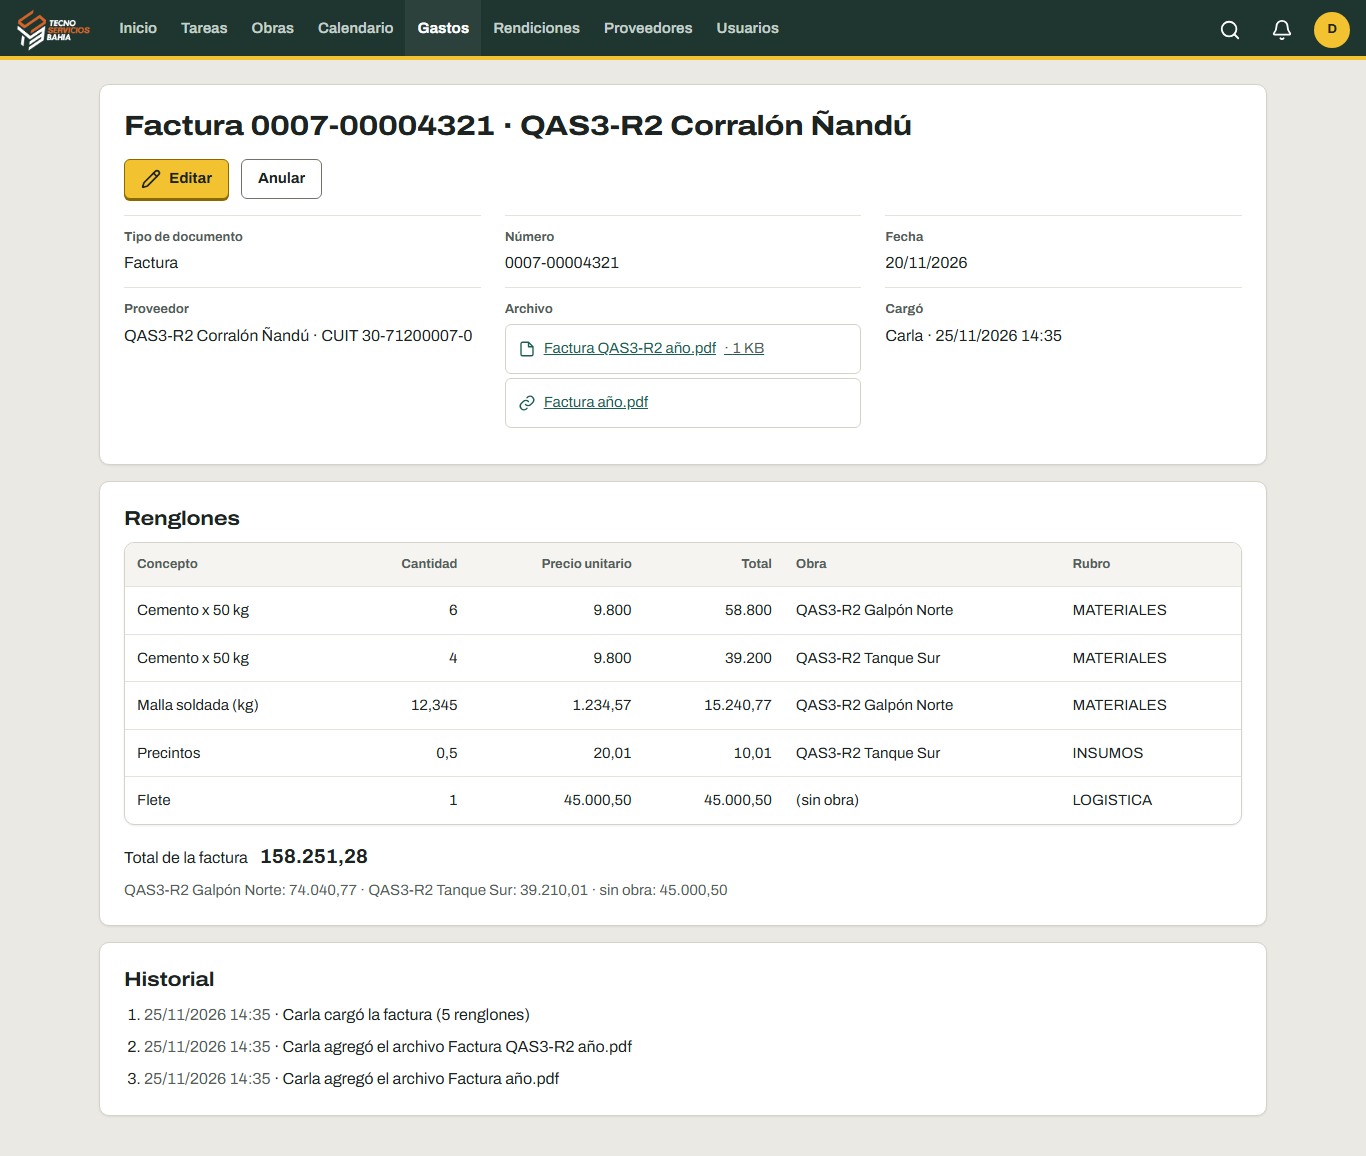 TECNO
SERVICIOS
BAHIA
Inicio Tareas Obras Calendario Gastos Rendiciones Proveedores Usuarios D
Factura 0007-00004321 · QAS3-R2 Corralón Ñandú
Editar Anular
Tipo de documento Número Fecha
Factura 0007-00004321 20/11/2026
Proveedor Archivo Cargó
QAS3-R2 Corralón Ñandú · CUIT 30-71200007-0 Factura QAS3-R2 año.pdf · 1 KB Carla · 25/11/2026 14:35
Factura año.pdf
Renglones
Concepto Cantidad Precio unitario Total Obra Rubro
Cemento x 50 kg 6 9.800 58.800 QAS3-R2 Galpón Norte MATERIALES
Cemento x 50 kg 4 9.800 39.200 QAS3-R2 Tanque Sur MATERIALES
Malla soldada (kg) 12,345 1.234,57 15.240,77 QAS3-R2 Galpón Norte MATERIALES
Precintos 0,5 20,01 10,01 QAS3-R2 Tanque Sur INSUMOS
Flete 1 45.000,50 45.000,50 (sin obra) LOGISTICA
Total de la factura 158.251,28
QAS3-R2 Galpón Norte: 74.040,77 · QAS3-R2 Tanque Sur: 39.210,01 · sin obra: 45.000,50
Historial
1. 25/11/2026 14:35 · Carla cargó la factura (5 renglones)
2. 25/11/2026 14:35 · Carla agregó el archivo Factura QAS3-R2 año.pdf
3. 25/11/2026 14:35 · Carla agregó el archivo Factura año.pdf